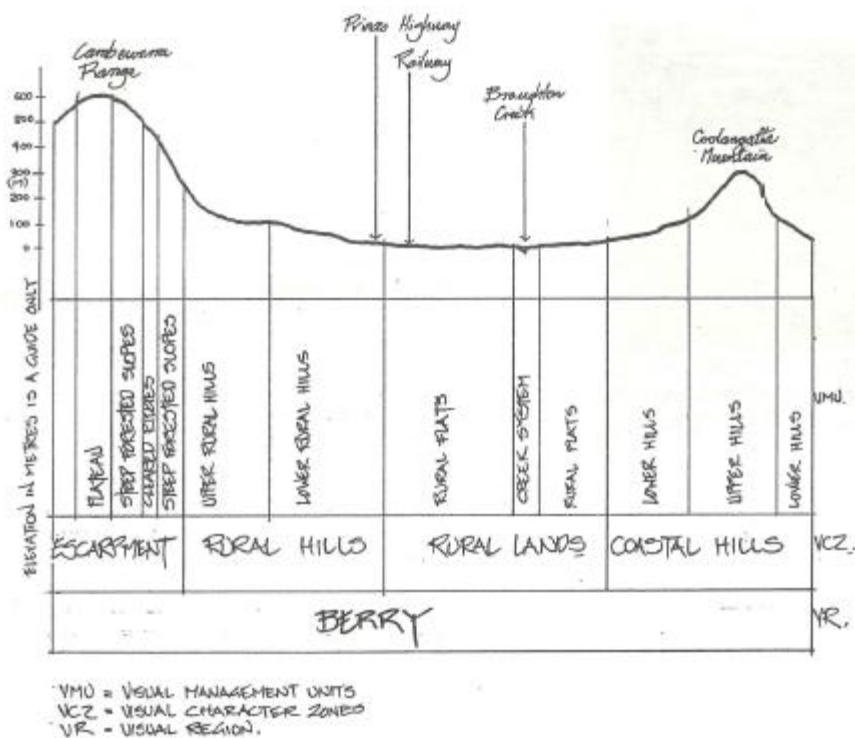 Princes Highway
Railway
Cambewarra
Range
Broughton
Creek
Coolangatta
Mountain
600
500
400
300
(M)
200
100
0
ELEVATION IN METRES IS A GUIDE ONLY
PLATEAU
STEEP FORESTED SLOPES
CLEARED
STEEP FORESTED SLOPES
UPPER RURAL HILLS
LOWER RURAL HILLS
RURAL FLATS
CREEK SYSTEM
RURAL FLATS
LOWER HILLS
UPPER HILLS
LOWER HILLS
VMU.
ESCARPMENT
RURAL HILLS
RURAL LANDS
COASTAL HILLS
VCZ.
BERRY
VR.
VMU = VISUAL MANAGEMENT UNITS
VCZ = VISUAL CHARACTER ZONES
VR = VISUAL REGION.